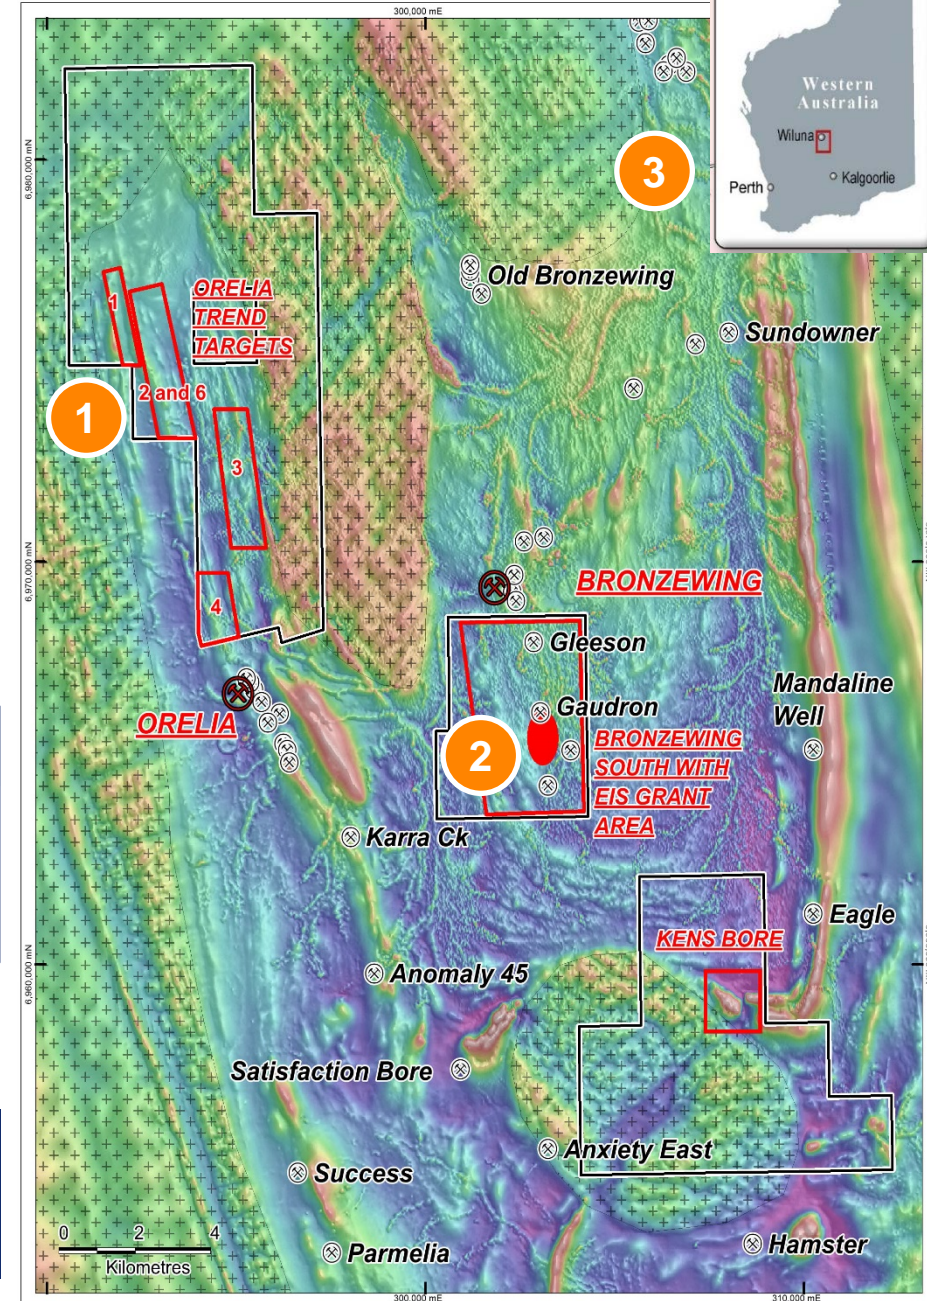 300,000 mE
Western
Australia
Wiluna
Kalgoorlie
Perth
6,980,000 mN
3
Old Bronzewing
Sundowner
ORELIA
TREND
TARGETS
1
2 and 6
1
3
4
6,970,000 mN
BRONZEWING
Gleeson
Gaudron
Mandaline
Well
ORELIA
2
BRONZEWING
SOUTH WITH
EIS GRANT
AREA
Karra Ck
Eagle
KENS BORE
6,960,000 mN
Anomaly 45
Satisfaction Bore
Anxiety East
Success
0 2 4
Kilometres
Parmelia
Hamster
300,000 mE
310,000 mE